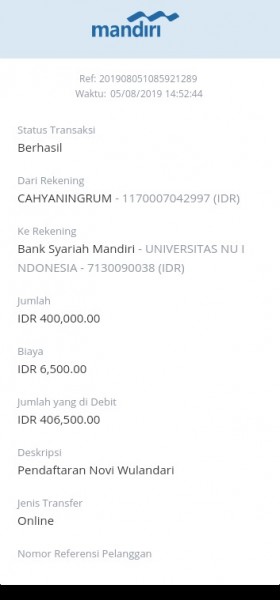 mandiri
Ref: 201908051085921289
Waktu: 05/08/2019 14:52:44
Status Transaksi
Berhasil
Dari Rekening
CAHYANINGRUM - 1170007042997 (IDR)
Ke Rekening
Bank Syariah Mandiri - UNIVERSITAS NU I
NDONESIA - 7130090038 (IDR)
Jumlah
IDR 400,000.00
Biaya
IDR 6,500.00
Jumlah yang di Debit
IDR 406,500.00
Deskripsi
Pendaftaran Novi Wulandari
Jenis Transfer
Online
Nomor Referensi Pelanggan